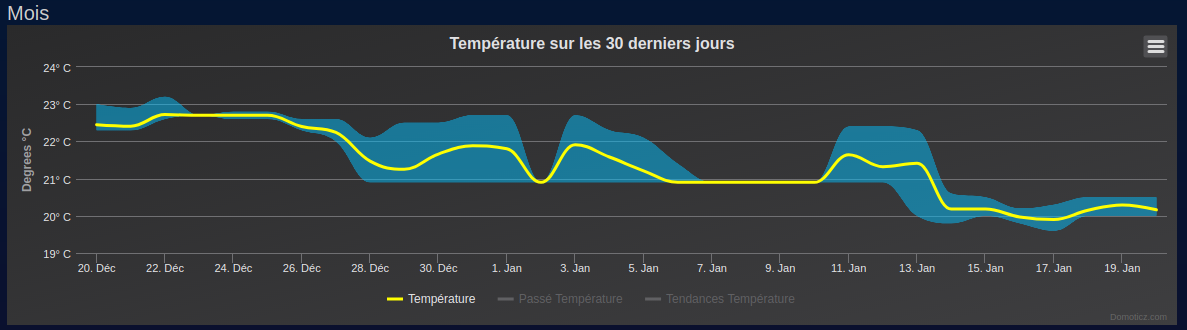 Mois
Température sur les 30 derniers jours
Degrees °C
24° C
23° C
22° C
21° C
20° C
19° C
20. Déc 22. Déc 24. Déc 26. Déc 28. Déc 30. Déc 1. Jan 3. Jan 5. Jan 7. Jan 9. Jan 11. Jan 13. Jan 15. Jan 17. Jan 19. Jan
Température Passé Température Tendances Température
Domoticz.com